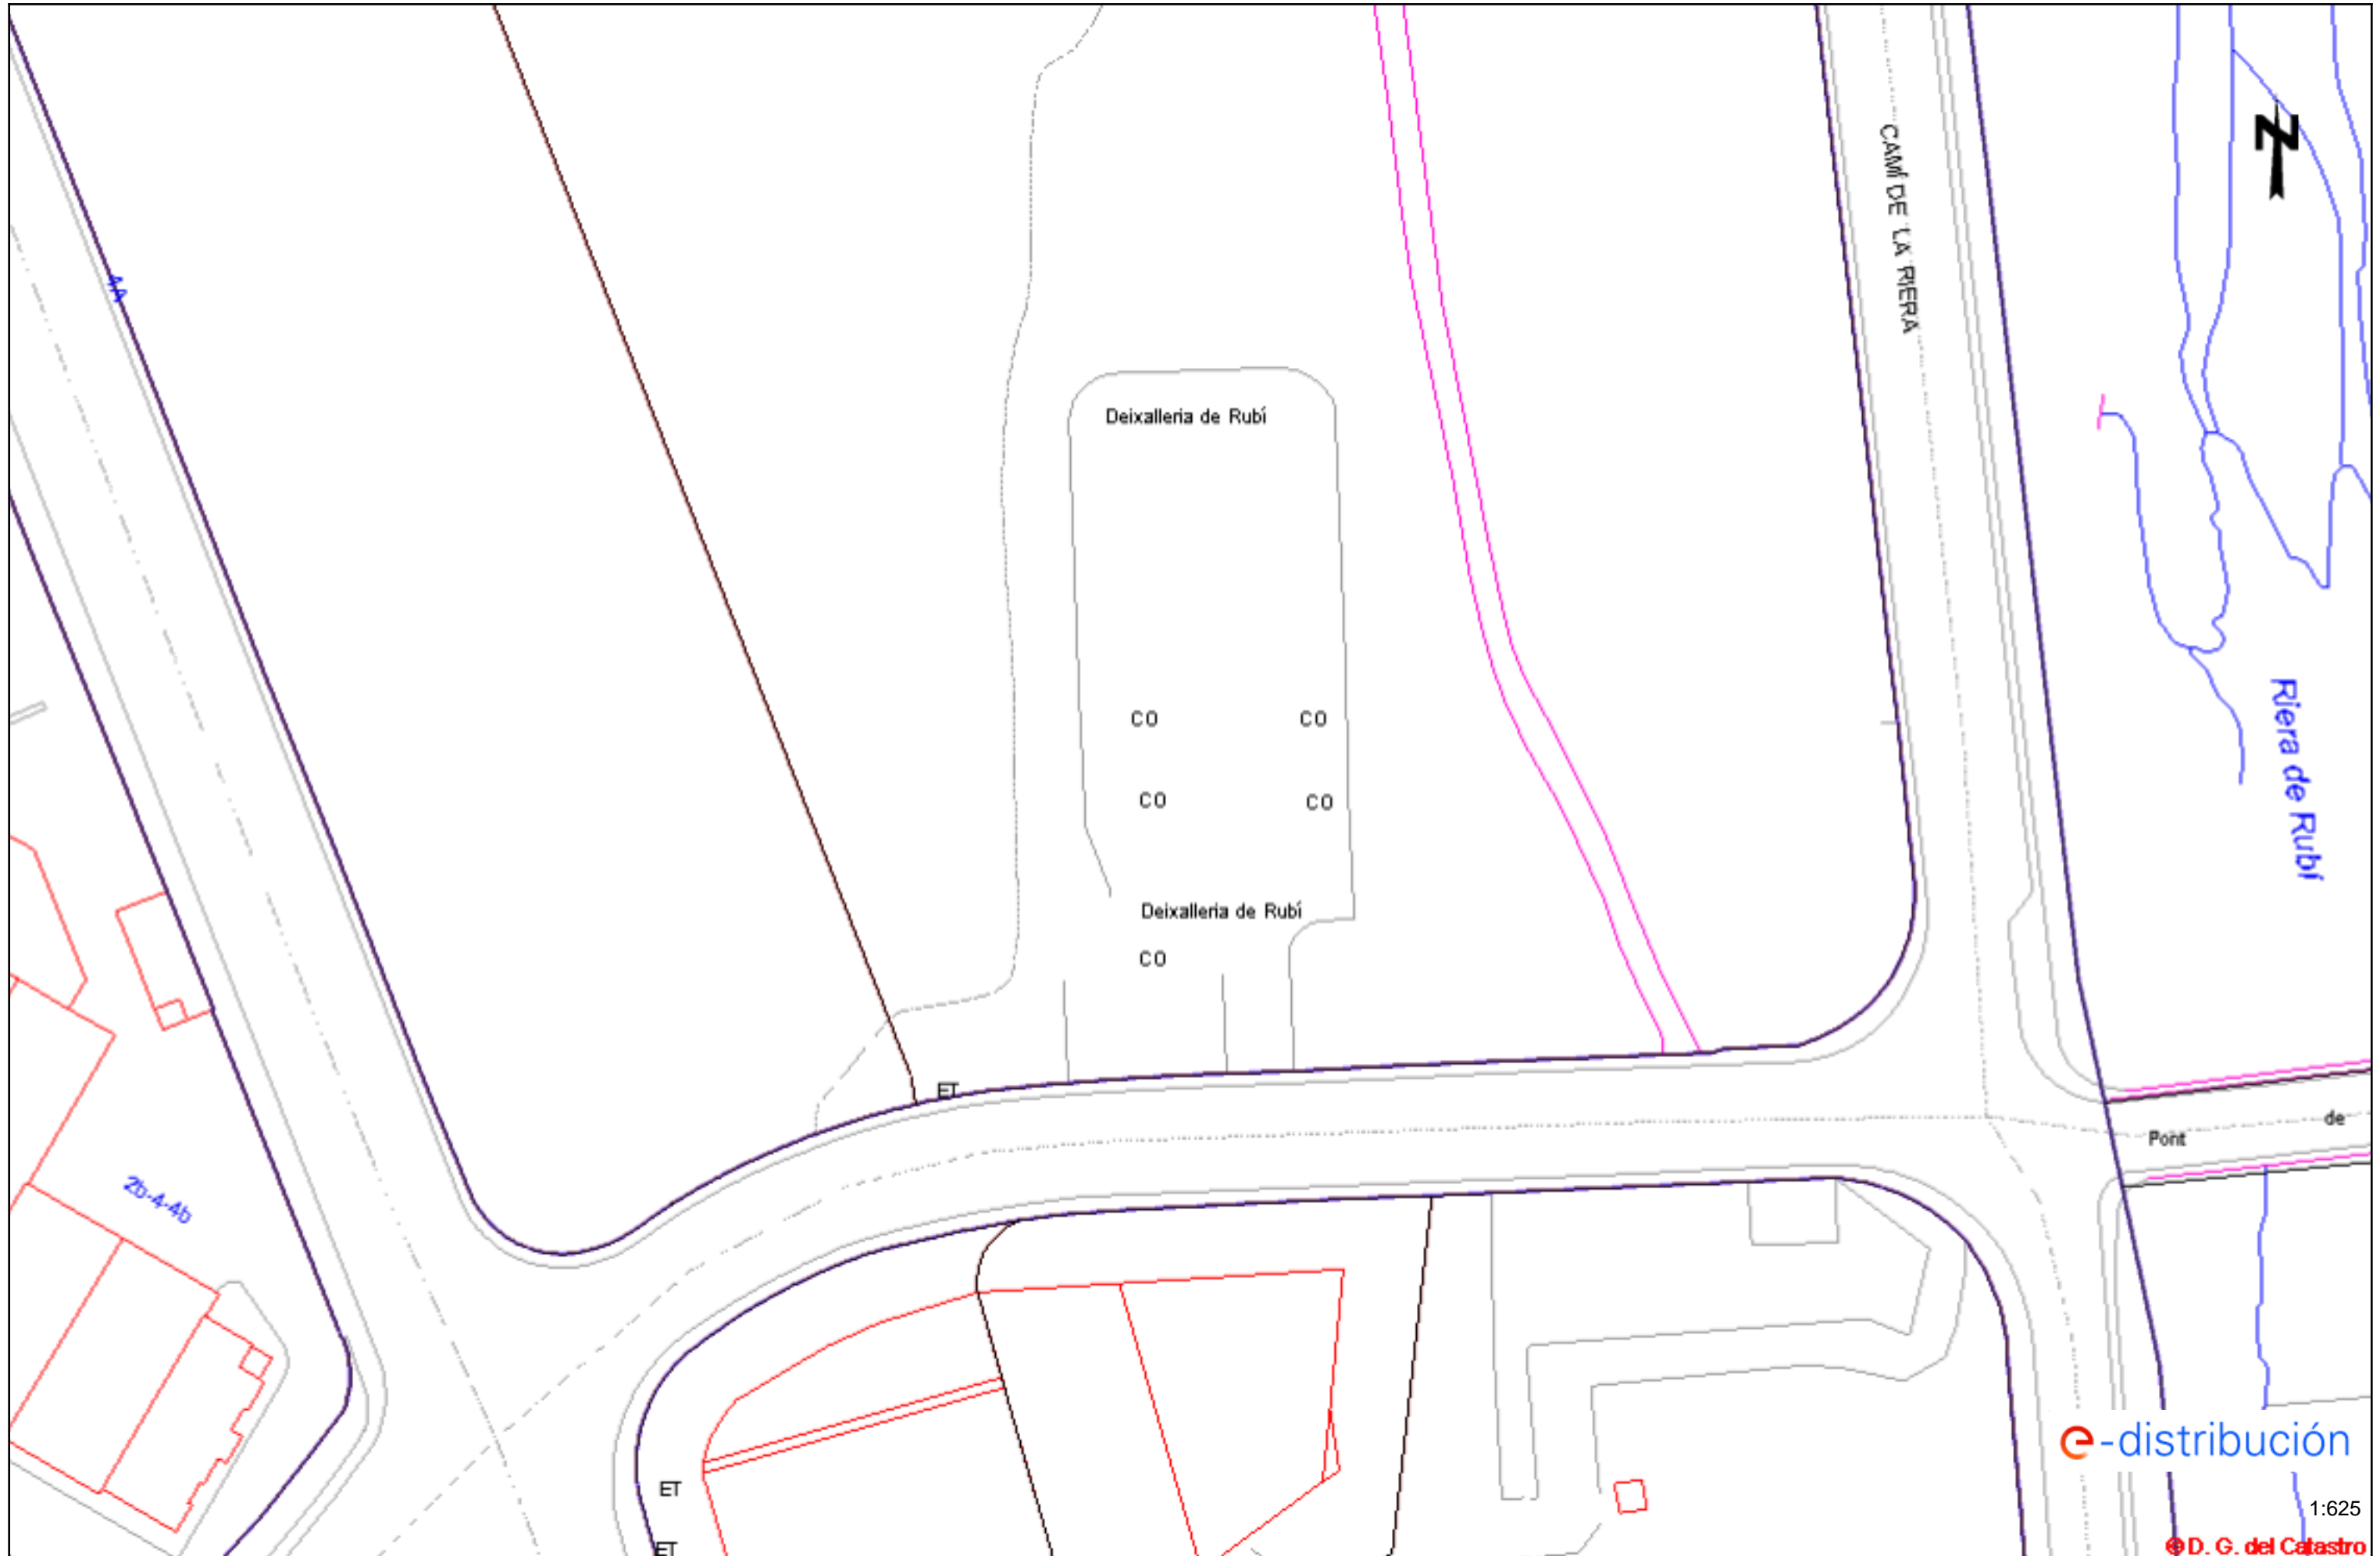 N
CAMÍ DE LA RIERA
4A
Deixalleria de Rubí
CO
CO
Riera de Rubí
CO
CO
Deixalleria de Rubí
CO
ET
de
Pont
2b-4-4b
e-distribución
ET
1:625
ET
© D. G. del Catastro